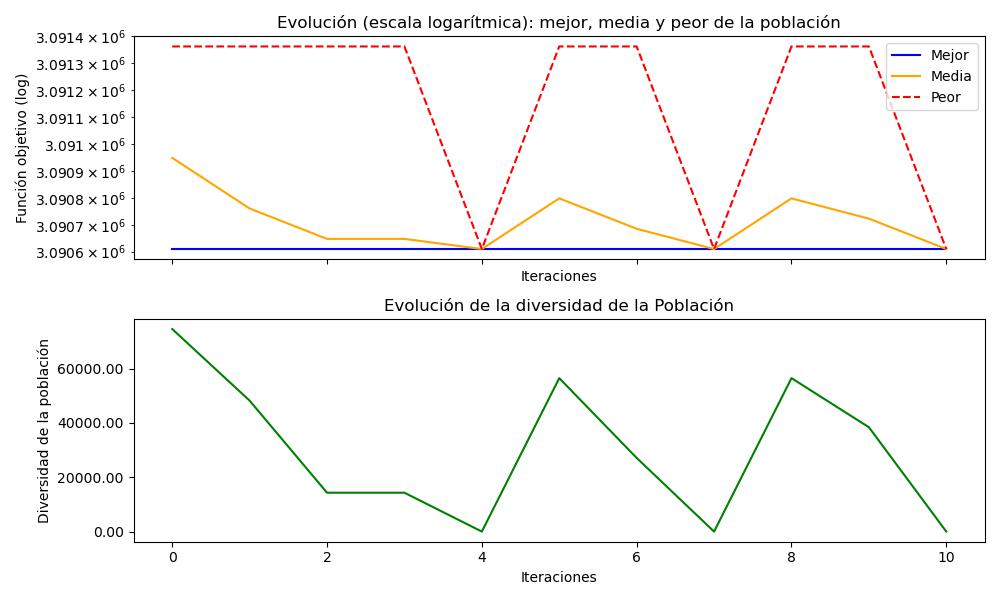 Evolución (escala logarítmica): mejor, media y peor de la población
3.0914 × 10⁶
3.0913 × 10⁶
3.0912 × 10⁶
3.0911 × 10⁶
3.091 × 10⁶
3.0909 × 10⁶
3.0908 × 10⁶
3.0907 × 10⁶
3.0906 × 10⁶
Función objetivo (log)
Mejor
Media
Peor
Iteraciones
Evolución de la diversidad de la Población
60000.00
40000.00
20000.00
0.00
Diversidad de la población
0 2 4 6 8 10
Iteraciones